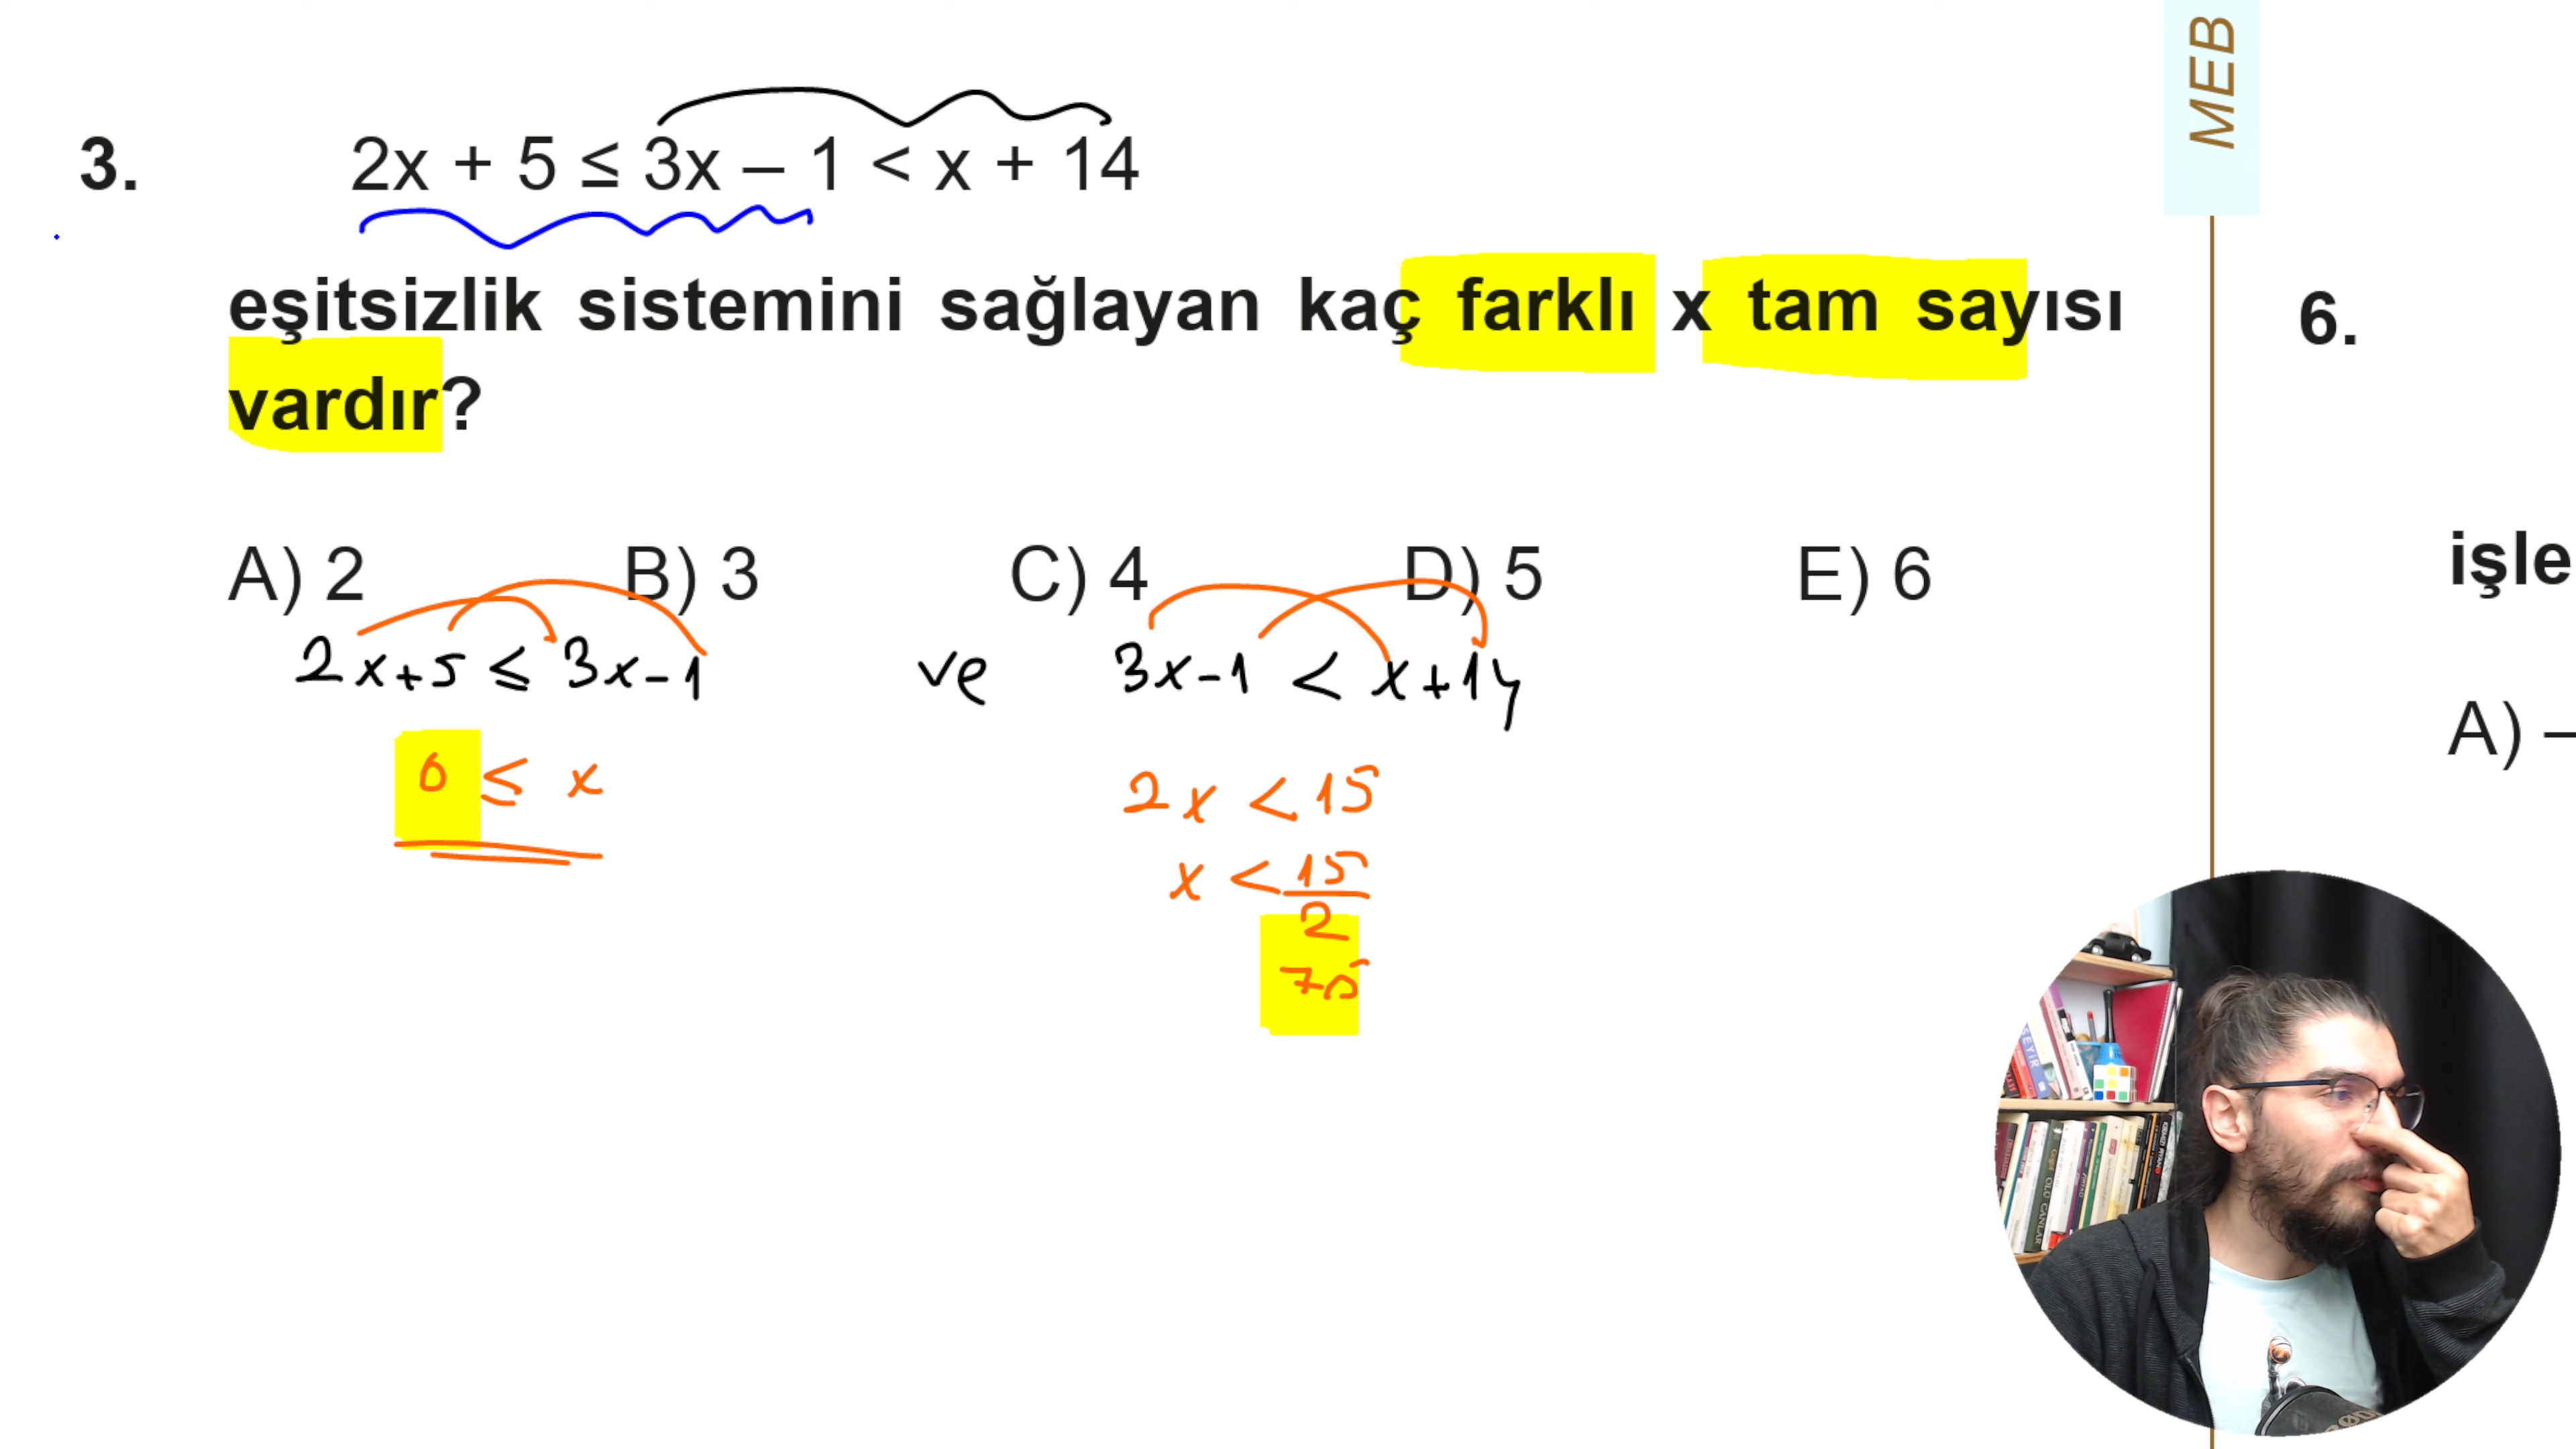 MEB
3. 2x + 5 ≤ 3x – 1 < x + 14
eşitsizlik sistemini sağlayan kaç farklı x tam sayısı
vardır?
A) 2 B) 3 C) 4 D) 5 E) 6
2x+5 ≤ 3x-1 ve 3x-1 < x+14
6 ≤ x
2x < 15
x < 15/2
7,5
6.
işle
A) –